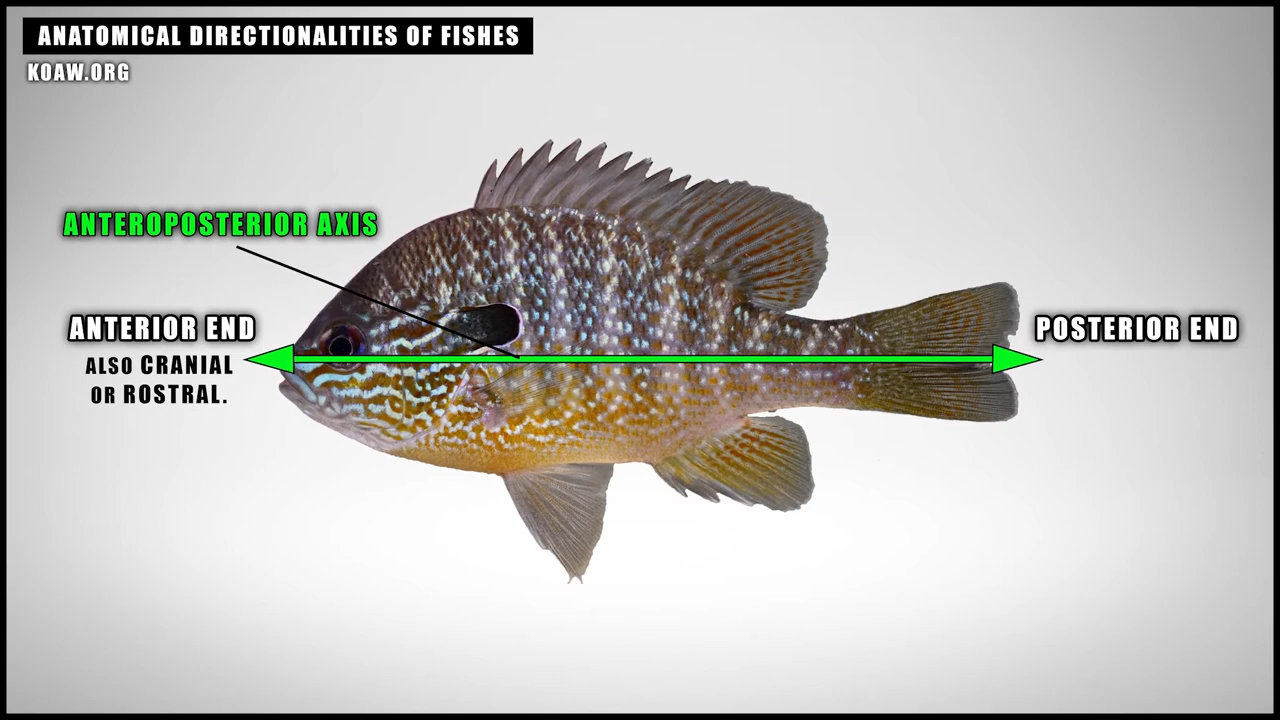 ANATOMICAL DIRECTIONALITIES OF FISHES
KOAW.ORG
ANTEROPOSTERIOR AXIS
ANTERIOR END
ALSO CRANIAL
OR ROSTRAL.
POSTERIOR END